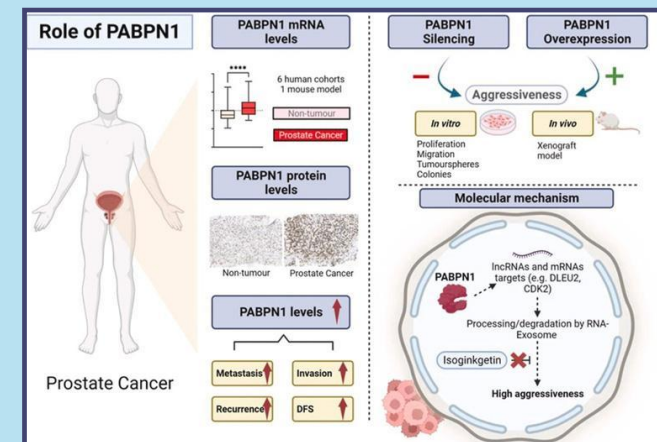 Role of PABPN1
PABPN1 mRNA
levels
****
6 human cohorts
1 mouse model
Non-tumour
Prostate Cancer
PABPN1 protein
levels
Non-tumour
Prostate Cancer
PABPN1 levels
Metastasis
Invasion
Recurrence
DFS
Prostate Cancer
PABPN1
Silencing
PABPN1
Overexpression
Aggressiveness
In vitro
Proliferation
Migration
Tumourspheres
Colonies
In vivo
Xenograft
model
Molecular mechanism
PABPN1
lncRNAs and mRNAs
targets (e.g. DLEU2,
CDK2)
Processing/degradation by RNA-
Exosome
Isoginkgetin
High aggressiveness